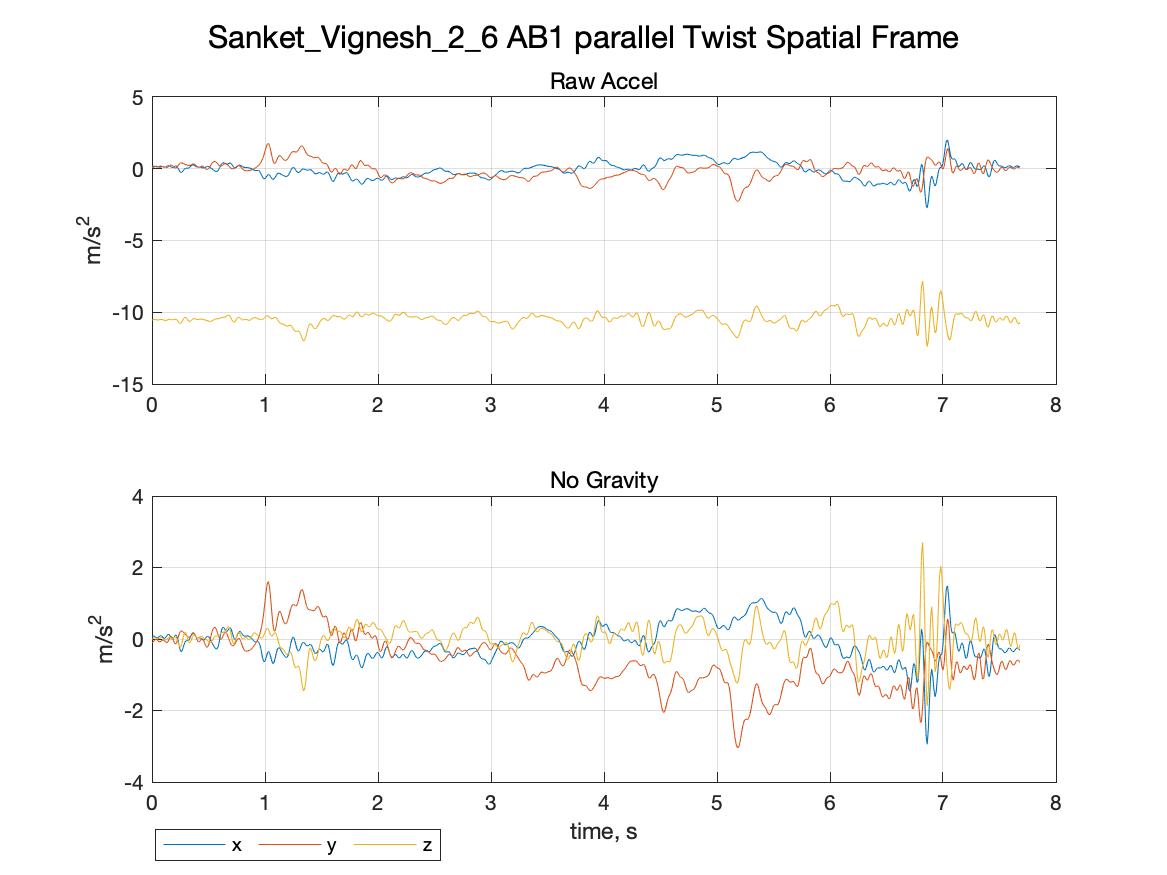 Sanket_Vignesh_2_6 AB1 parallel Twist Spatial Frame
Raw Accel
5
0
-5
-10
-15
m/s²
0 1 2 3 4 5 6 7 8
No Gravity
4
2
0
-2
-4
m/s²
0 1 2 3 4 5 6 7 8
time, s
x y z